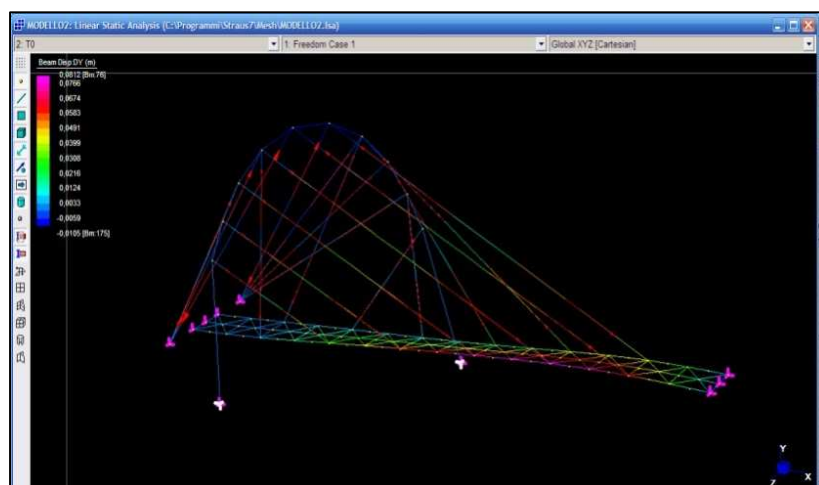 MODELLO2: Linear Static Analysis (C:\Programmi\Straus7\Mesh\MODELLO2.lsa)
2: T0
1: Freedom Case 1
Global XYZ [Cartesian]
Beam Disp:DY (m)
0,0812 [Bm:76]
0,0766
0,0674
0,0583
0,0491
0,0399
0,0308
0,0216
0,0124
0,0033
-0,0059
-0,0105 [Bm:175]
Y
X
Z